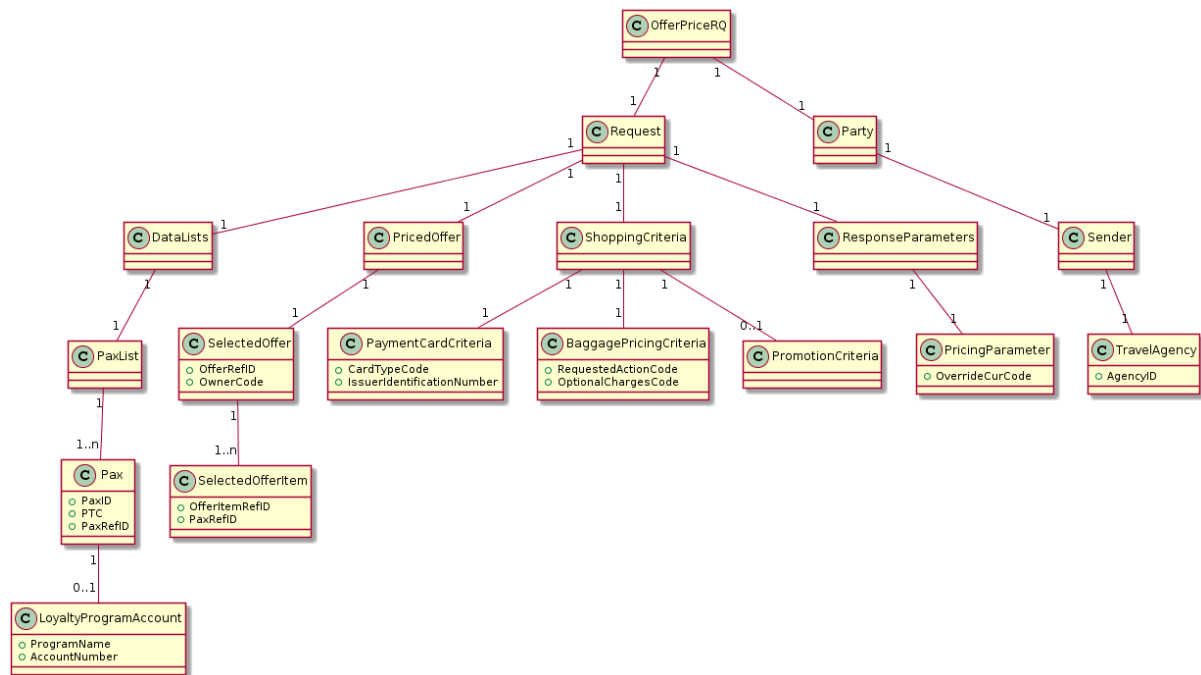 C OfferPriceRQ
1 1
1 1
C Request
C Party
1 1 1 1 1
1 1 1 1 1
C DataLists
C PricedOffer
C ShoppingCriteria
C ResponseParameters
C Sender
1 1 1 1 1 1 1
1 1 1 1 0..1 1 1
C PaxList
C SelectedOffer
OfferRefID
OwnerCode
C PaymentCardCriteria
CardTypeCode
IssuerIdentificationNumber
C BaggagePricingCriteria
RequestedActionCode
OptionalChargesCode
C PromotionCriteria
C PricingParameter
OverrideCurCode
C TravelAgency
AgencyID
1 1
1..n 1..n
C Pax
PaxID
PTC
PaxRefID
C SelectedOfferItem
OfferItemRefID
PaxRefID
1
0..1
C LoyaltyProgramAccount
ProgramName
AccountNumber